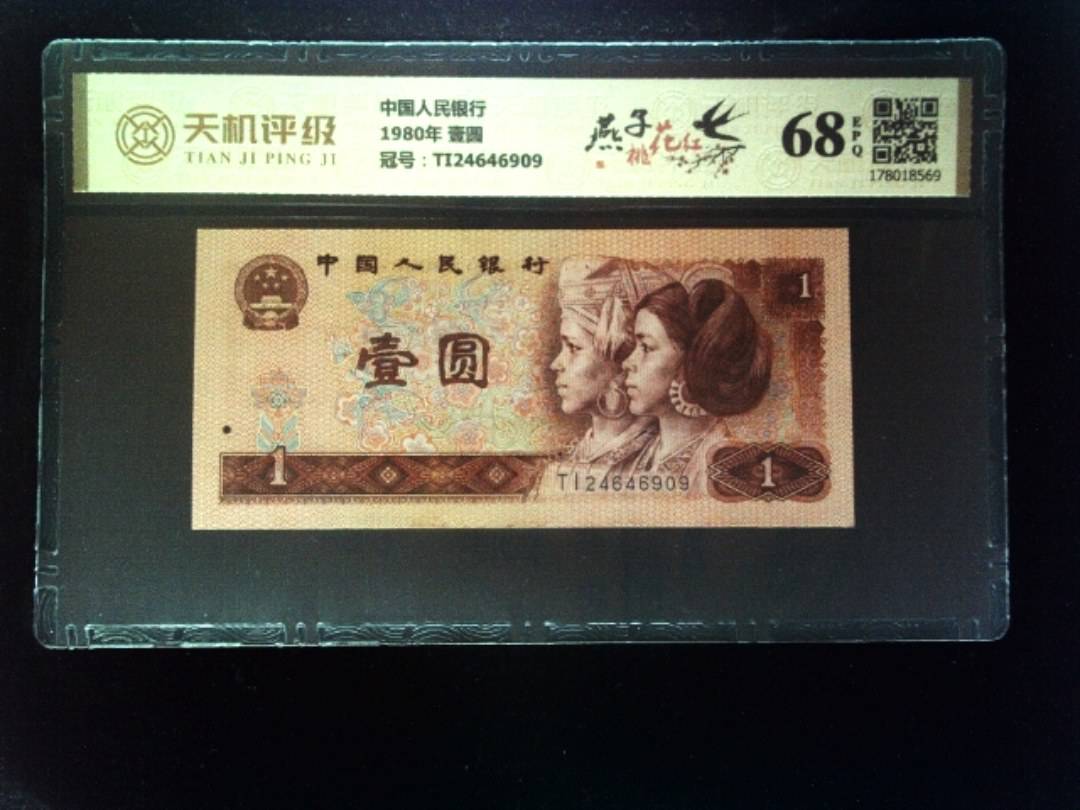 天机评级
TIAN JI PING JI
中国人民银行
1980年 壹圆
冠号：TI24646909
燕子
桃花红
68
EPQ
178018569
中国人民银行
1
壹圆
1
TI24646909
1